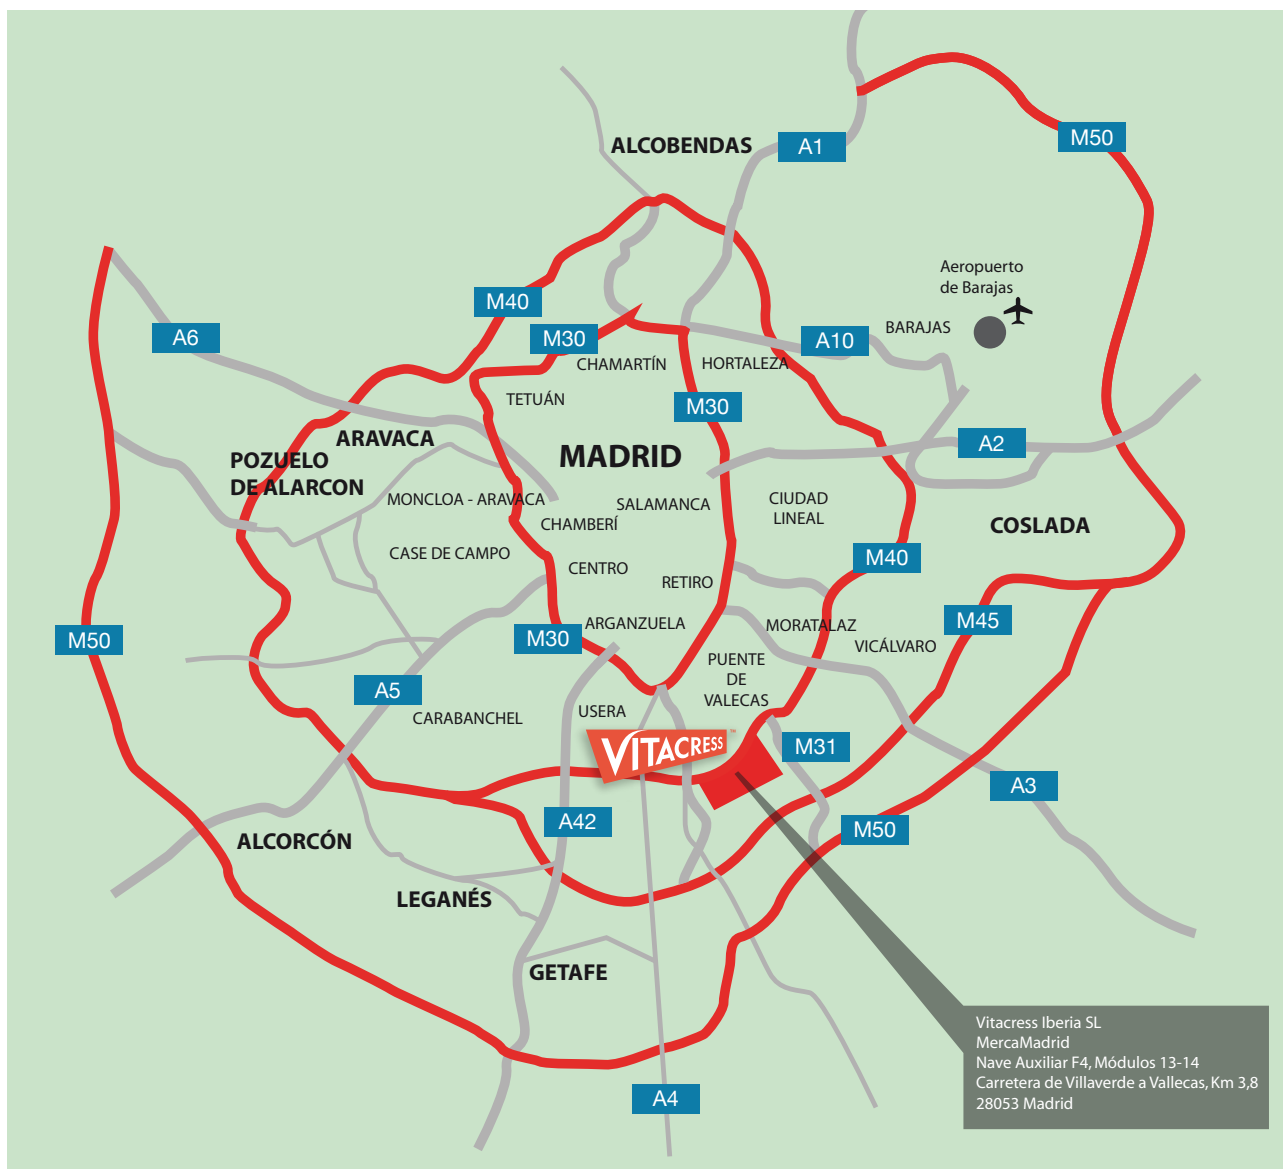 ALCOBENDAS
A1
M50
Aeropuerto
de Barajas
M40
A6
M30
A10
BARAJAS
CHAMARTÍN
HORTALEZA
TETUÁN
M30
ARAVACA
MADRID
A2
POZUELO
DE ALARCON
MONCLOA - ARAVACA
SALAMANCA
CIUDAD
LINEAL
CHAMBERÍ
COSLADA
CASE DE CAMPO
CENTRO
M40
RETIRO
M50
M30
ARGANZUELA
MORATALAZ
M45
VICÁLVARO
PUENTE
DE
VALECAS
A5
CARABANCHEL
USERA
VITACRESS™
M31
A3
A42
M50
ALCORCÓN
LEGANÉS
GETAFE
A4
Vitacress Iberia SL
MercaMadrid
Nave Auxiliar F4, Módulos 13-14
Carretera de Villaverde a Vallecas, Km 3,8
28053 Madrid